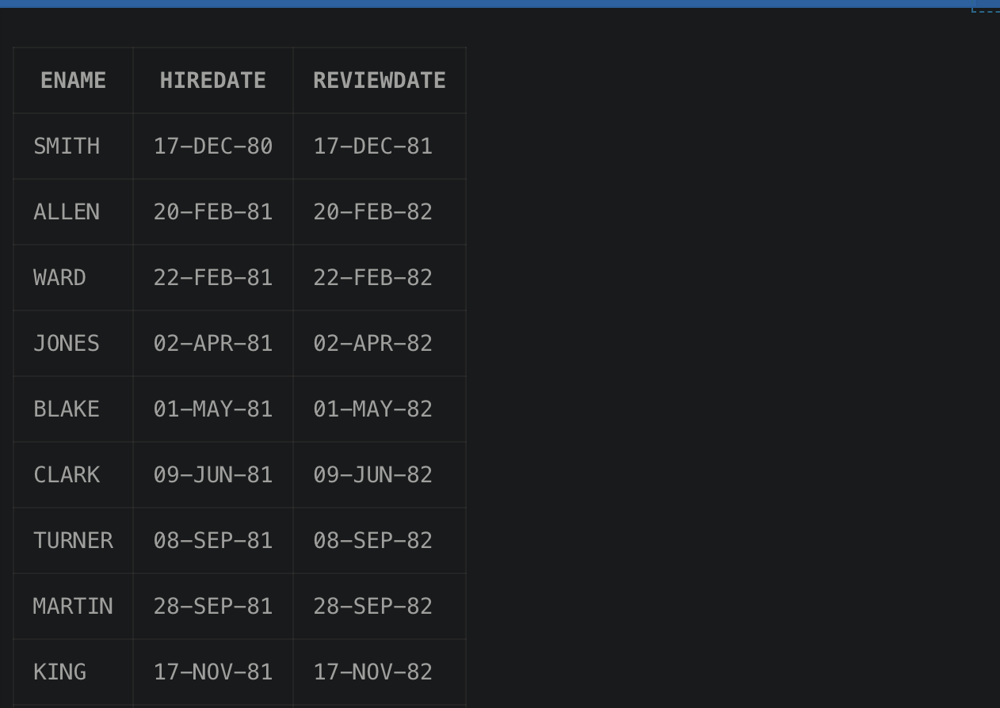 ENAME HIREDATE REVIEWDATE
SMITH 17-DEC-80 17-DEC-81
ALLEN 20-FEB-81 20-FEB-82
WARD 22-FEB-81 22-FEB-82
JONES 02-APR-81 02-APR-82
BLAKE 01-MAY-81 01-MAY-82
CLARK 09-JUN-81 09-JUN-82
TURNER 08-SEP-81 08-SEP-82
MARTIN 28-SEP-81 28-SEP-82
KING 17-NOV-81 17-NOV-82